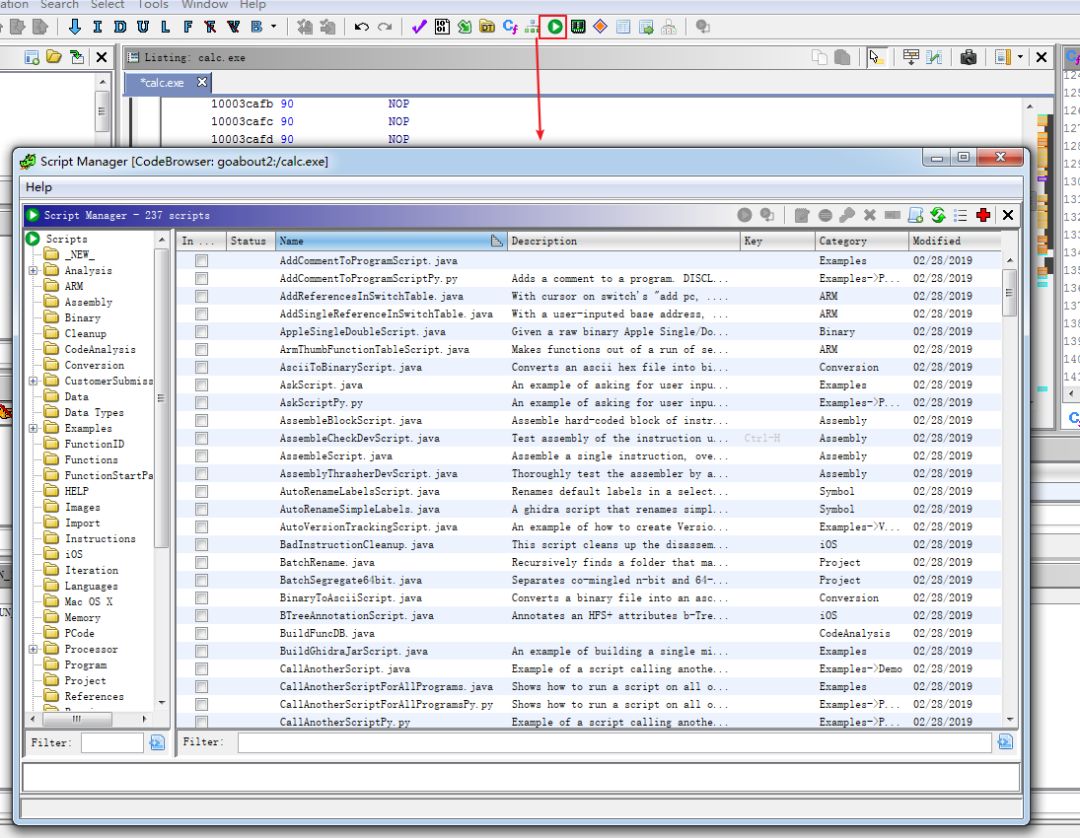 ation Search Select Tools Window Help
I D U L F R V B
Listing: calc.exe
*calc.exe
10003cafb 90 NOP
10003cafc 90 NOP
10003cafd 90 NOP
Script Manager [CodeBrowser: goabout2:/calc.exe]
Help
Script Manager - 237 scripts
Scripts
_NEW_
Analysis
ARM
Assembly
Binary
Cleanup
CodeAnalysis
Conversion
CustomerSubmiss
Data
Data Types
Examples
FunctionID
Functions
FunctionStartPa
HELP
Images
Import
Instructions
iOS
Iteration
Languages
Mac OS X
Memory
PCode
Processor
Program
Project
References
Filter:
In ... Status Name Description Key Category Modified
AddCommentToProgramScript.java Examples 02/28/2019
AddCommentToProgramScriptPy.py Adds a comment to a program. DISCL... Examples->P... 02/28/2019
AddReferencesInSwitchTable.java With cursor on switch's "add pc, ... ARM 02/28/2019
AddSingleReferenceInSwitchTable.java With a user-inputed base address, ... ARM 02/28/2019
AppleSingleDoubleScript.java Given a raw binary Apple Single/Do... Binary 02/28/2019
ArmThumbFunctionTableScript.java Makes functions out of a run of se... ARM 02/28/2019
AsciiToBinaryScript.java Converts an ascii hex file into bi... Conversion 02/28/2019
AskScript.java An example of asking for user inpu... Examples 02/28/2019
AskScriptPy.py An example of asking for user inpu... Examples->P... 02/28/2019
AssembleBlockScript.java Assemble hard-coded block of instr... Assembly 02/28/2019
AssembleCheckDevScript.java Test assembly of the instruction u... Ctrl-H Assembly 02/28/2019
AssembleScript.java Assemble a single instruction, ove... Assembly 02/28/2019
AssemblyThrasherDevScript.java Thoroughly test the assembler by a... Assembly 02/28/2019
AutoRenameLabelsScript.java Renames default labels in a select... Symbol 02/28/2019
AutoRenameSimpleLabels.java A ghidra script that renames simpl... Symbol 02/28/2019
AutoVersionTrackingScript.java An example of how to create Versio... Examples->V... 02/28/2019
BadInstructionCleanup.java This script cleans up the disassem... iOS 02/28/2019
BatchRename.java Recursively finds a folder that ma... Project 02/28/2019
BatchSegregate64bit.java Separates co-mingled n-bit and 64-... Project 02/28/2019
BinaryToAsciiScript.java Converts a binary file into an asc... Conversion 02/28/2019
BTreeAnnotationScript.java Annotates an HFS+ attributes b-Tre... iOS 02/28/2019
BuildFuncDB.java CodeAnalysis 02/28/2019
BuildGhidraJarScript.java An example of building a single mi... Examples 02/28/2019
CallAnotherScript.java Example of a script calling anothe... Examples->Demo 02/28/2019
CallAnotherScriptForAllPrograms.java Shows how to run a script on all o... Examples 02/28/2019
CallAnotherScriptForAllProgramsPy.py Shows how to run a script on all o... Examples->P... 02/28/2019
CallAnotherScriptPy.py Example of a script calling anothe... Examples->P... 02/28/2019
Filter: